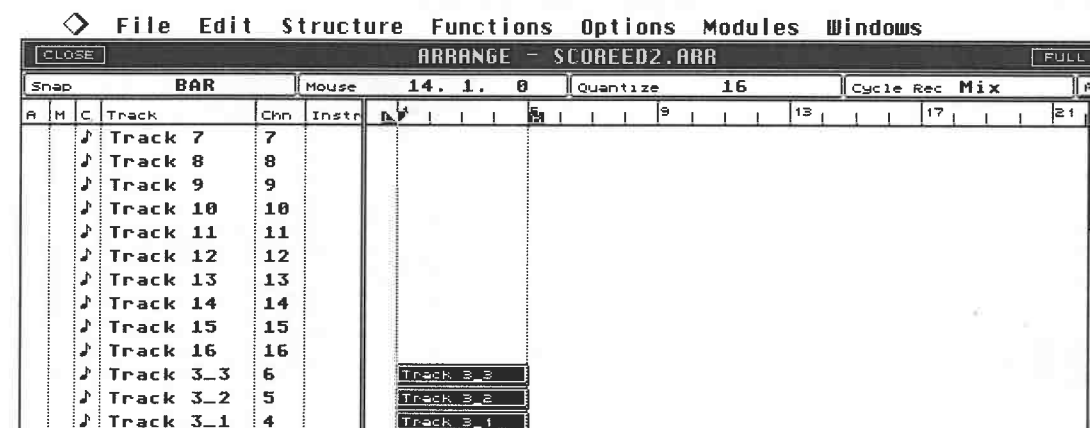 File Edit Structure Functions Options Modules Windows
CLOSE ARRANGE - SCOREED2.ARR FULL
Snap BAR Mouse 14. 1. 0 Quantize 16 Cycle Rec Mix
A M C Track Chn Instr 1 5 9 13 17 21
Track 7 7
Track 8 8
Track 9 9
Track 10 10
Track 11 11
Track 12 12
Track 13 13
Track 14 14
Track 15 15
Track 16 16
Track 3_3 6 Track 3_3
Track 3_2 5 Track 3_2
Track 3_1 4 Track 3_1